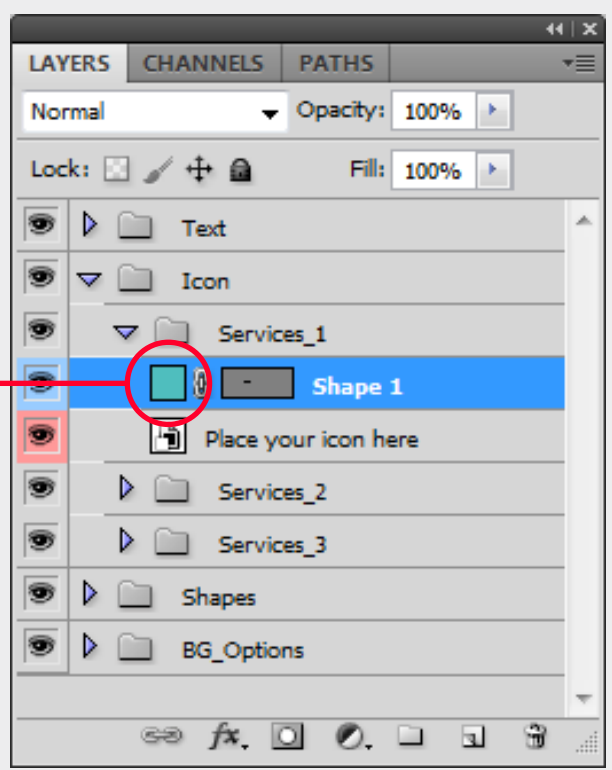 LAYERS CHANNELS PATHS
Normal Opacity: 100%
Lock: Fill: 100%
Text
Icon
Services_1
Shape 1
Place your icon here
Services_2
Services_3
Shapes
BG_Options
fx.